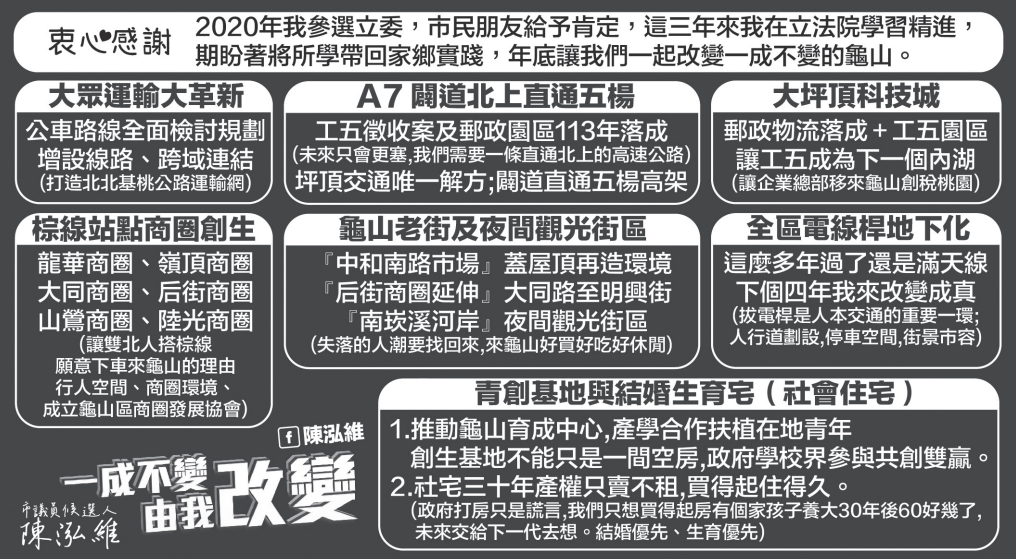 衷心感謝
2020年我參選立委，市民朋友給予肯定，這三年來我在立法院學習精進，
期盼著將所學帶回家鄉實踐，年底讓我們一起改變一成不變的龜山。
大眾運輸大革新
公車路線全面檢討規劃
增設線路、跨域連結
(打造北北基桃公路運輸網)
A7 闢道北上直通五楊
工五徵收案及郵政園區113年落成
(未來只會更塞,我們需要一條直通北上的高速公路)
坪頂交通唯一解方;闢道直通五楊高架
大坪頂科技城
郵政物流落成＋工五園區
讓工五成為下一個內湖
(讓企業總部移來龜山創稅桃園)
棕線站點商圈創生
龍華商圈、嶺頂商圈
大同商圈、后街商圈
山鶯商圈、陸光商圈
(讓雙北人搭棕線
願意下車來龜山的理由
行人空間、商圈環境、
成立龜山區商圈發展協會)
龜山老街及夜間觀光街區
『中和南路市場』蓋屋頂再造環境
『后街商圈延伸』大同路至明興街
『南崁溪河岸』夜間觀光街區
(失落的人潮要找回來,來龜山好買好吃好休閒)
全區電線桿地下化
這麼多年過了還是滿天線
下個四年我來改變成真
(拔電桿是人本交通的重要一環;
人行道劃設,停車空間,街景市容)
青創基地與結婚生育宅（社會住宅）
1.推動龜山育成中心,產學合作扶植在地青年
創生基地不能只是一間空房,政府學校界參與共創雙贏。
2.社宅三十年產權只賣不租,買得起住得久。
(政府打房只是謊言,我們只想買得起房有個家孩子養大30年後60好幾了,
未來交給下一代去想。結婚優先、生育優先)
f 陳泓維
一成不變
由我改變
市議員候選人
陳泓維